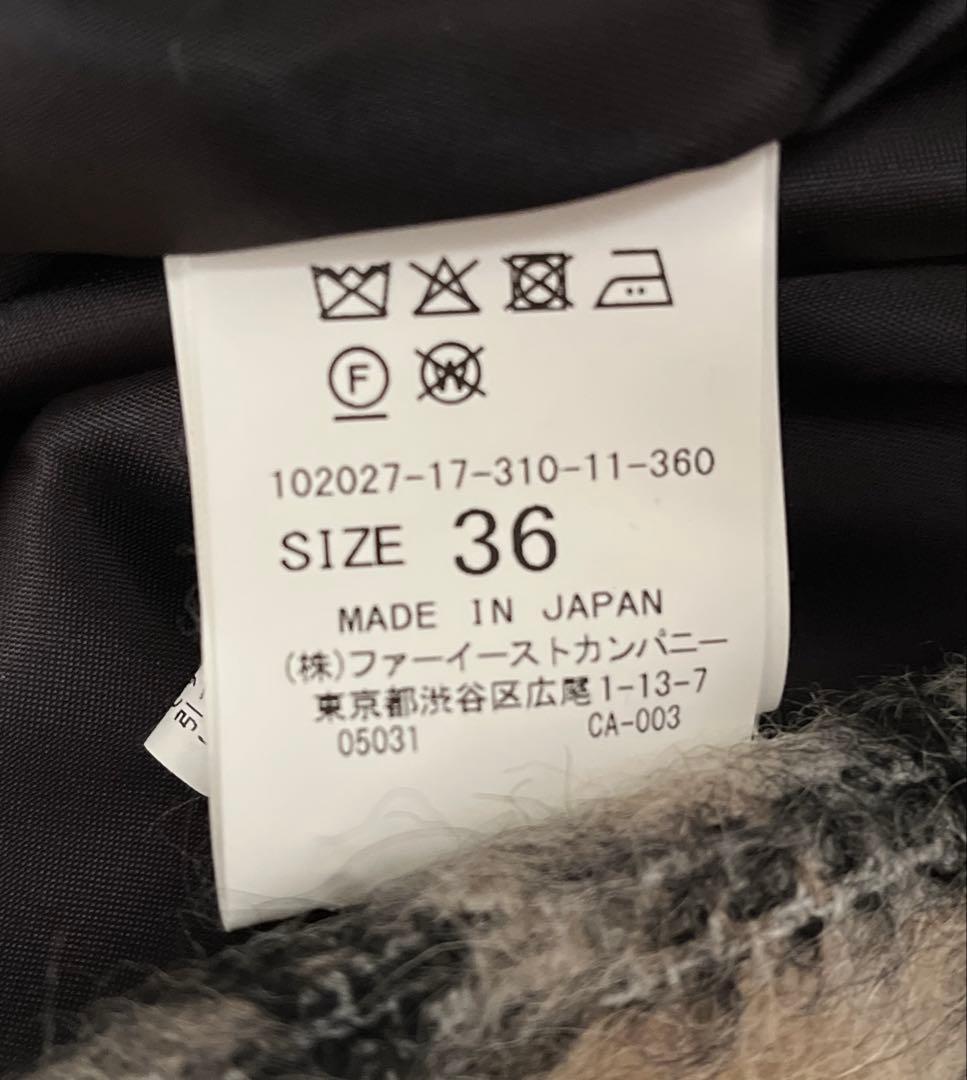 F W
102027-17-310-11-360
SIZE 36
MADE IN JAPAN
(株)ファーイーストカンパニー
東京都渋谷区広尾1-13-7
05031 CA-003